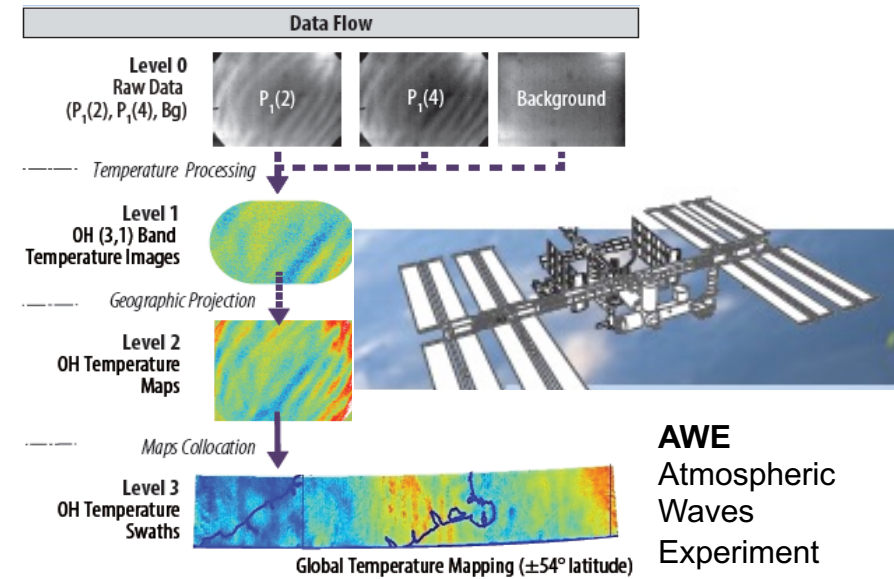 Data Flow
Level 0
Raw Data
(P₁(2), P₁(4), Bg)
P₁(2)
P₁(4)
Background
Temperature Processing
Level 1
OH (3,1) Band
Temperature Images
Geographic Projection
Level 2
OH Temperature
Maps
Maps Collocation
Level 3
OH Temperature
Swaths
Global Temperature Mapping (±54° latitude)
AWE
Atmospheric
Waves
Experiment